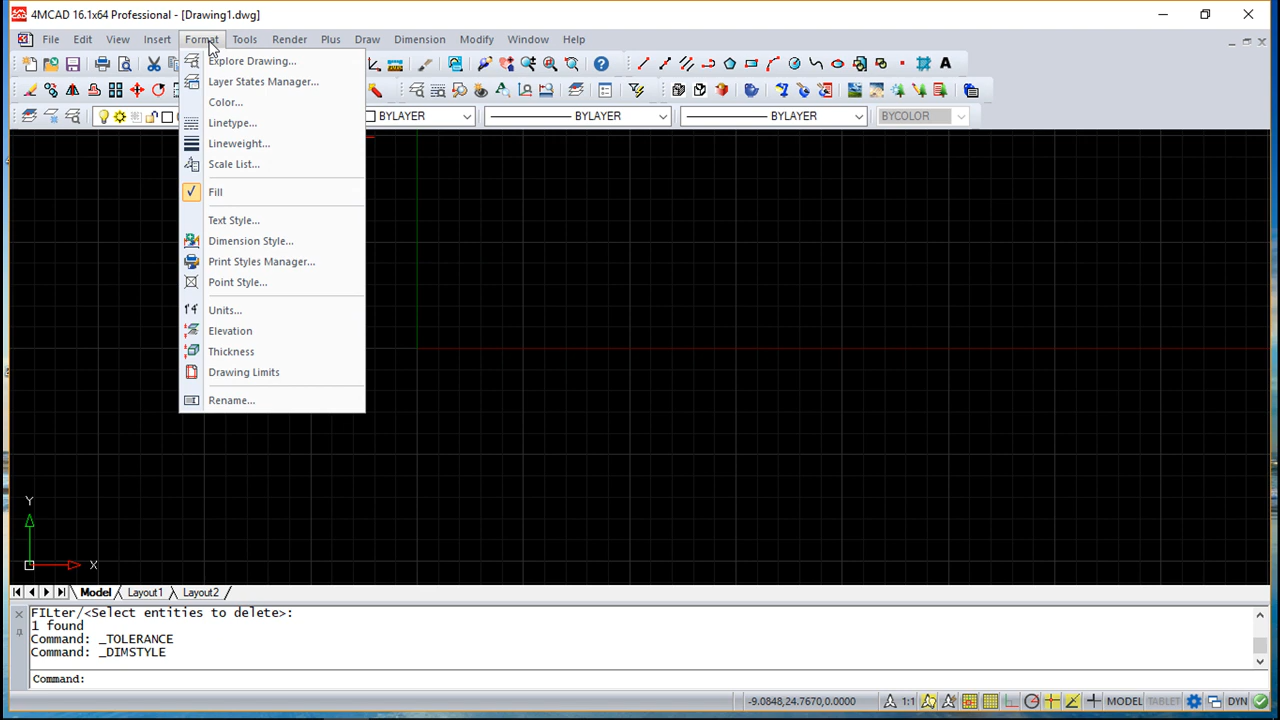 4MCAD 16.1x64 Professional - [Drawing1.dwg]
File Edit View Insert Format Tools Render Plus Draw Dimension Modify Window Help
Explore Drawing...
Layer States Manager...
Color...
Linetype...
Lineweight...
Scale List...
Fill
Text Style...
Dimension Style...
Print Styles Manager...
Point Style...
Units...
Elevation
Thickness
Drawing Limits
Rename...
BYLAYER BYLAYER BYLAYER BYCOLOR
Y
X
Model Layout1 Layout2
FILter/<Select entities to delete>:
1 found
Command: _TOLERANCE
Command: _DIMSTYLE
Command:
-9.0848,24.7670,0.0000 1:1 MODEL TABLET DYN